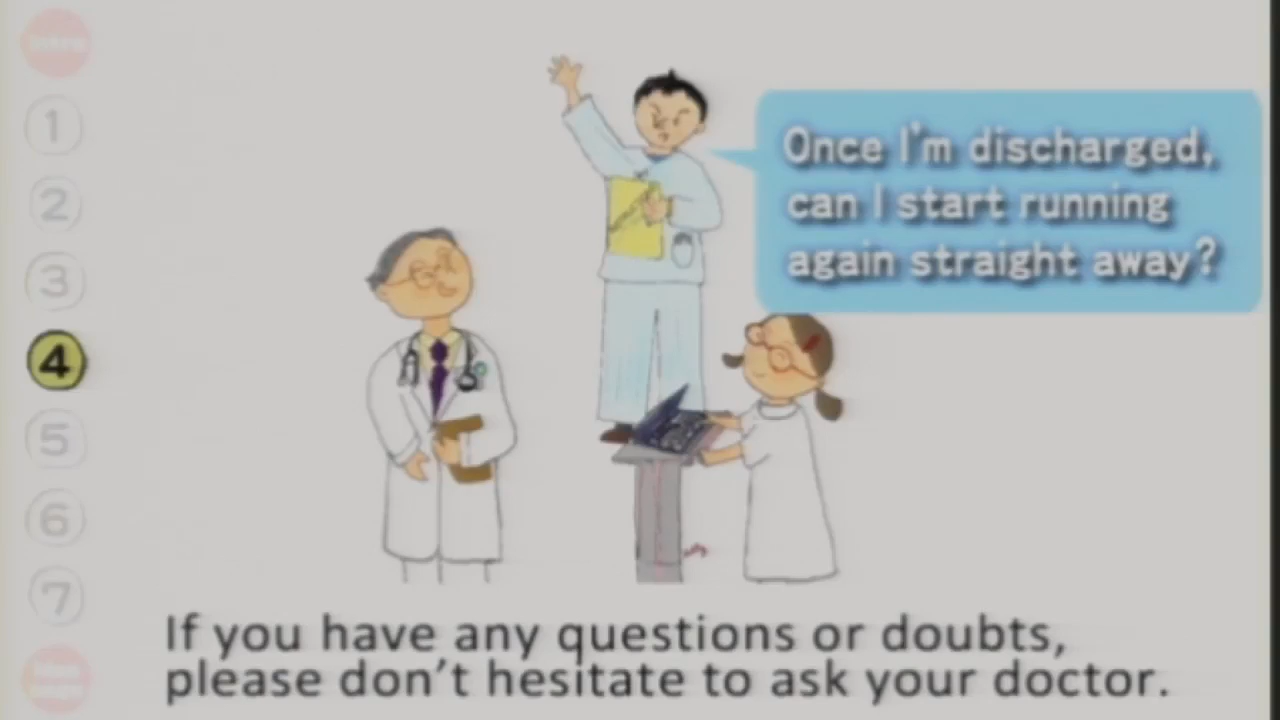 Intro
1
2
3
4
5
6
7
Once I'm discharged,
can I start running
again straight away?
If you have any questions or doubts,
please don't hesitate to ask your doctor.